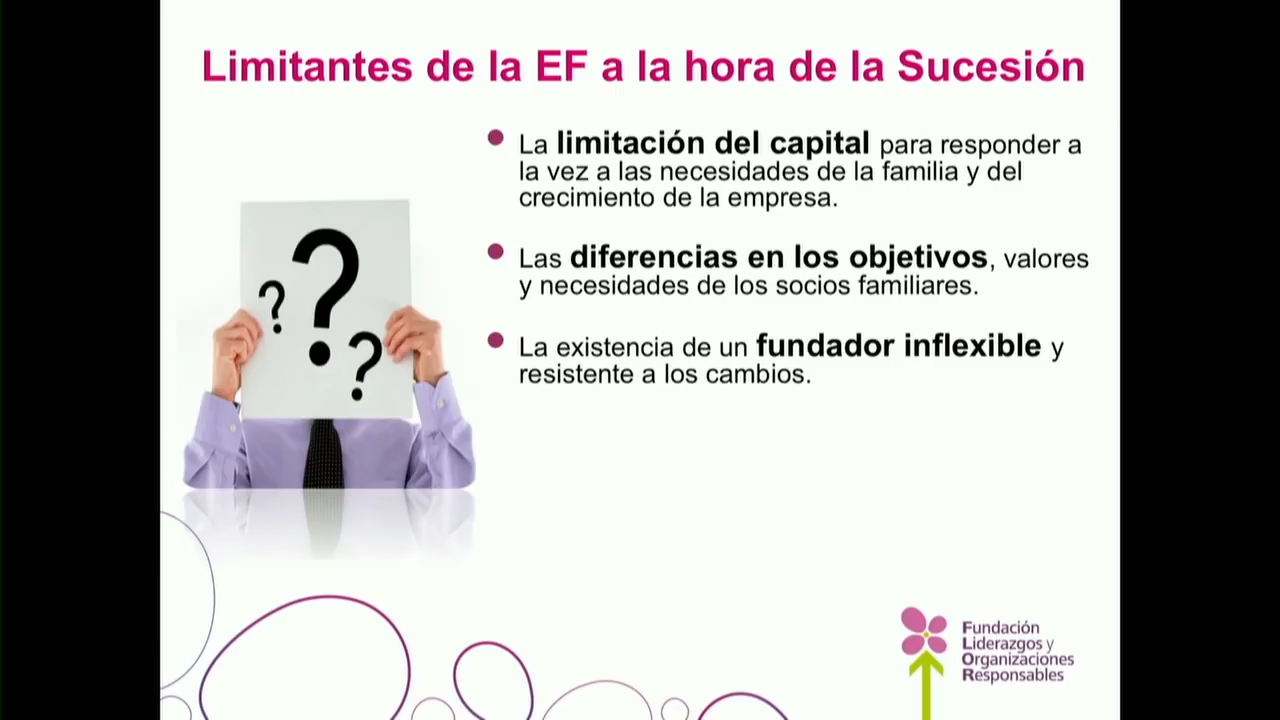 Limitantes de la EF a la hora de la Sucesión
La limitación del capital para responder a
la vez a las necesidades de la familia y del
crecimiento de la empresa.
Las diferencias en los objetivos, valores
y necesidades de los socios familiares.
La existencia de un fundador inflexible y
resistente a los cambios.
? ? ?
Fundación
Liderazgos y
Organizaciones
Responsables